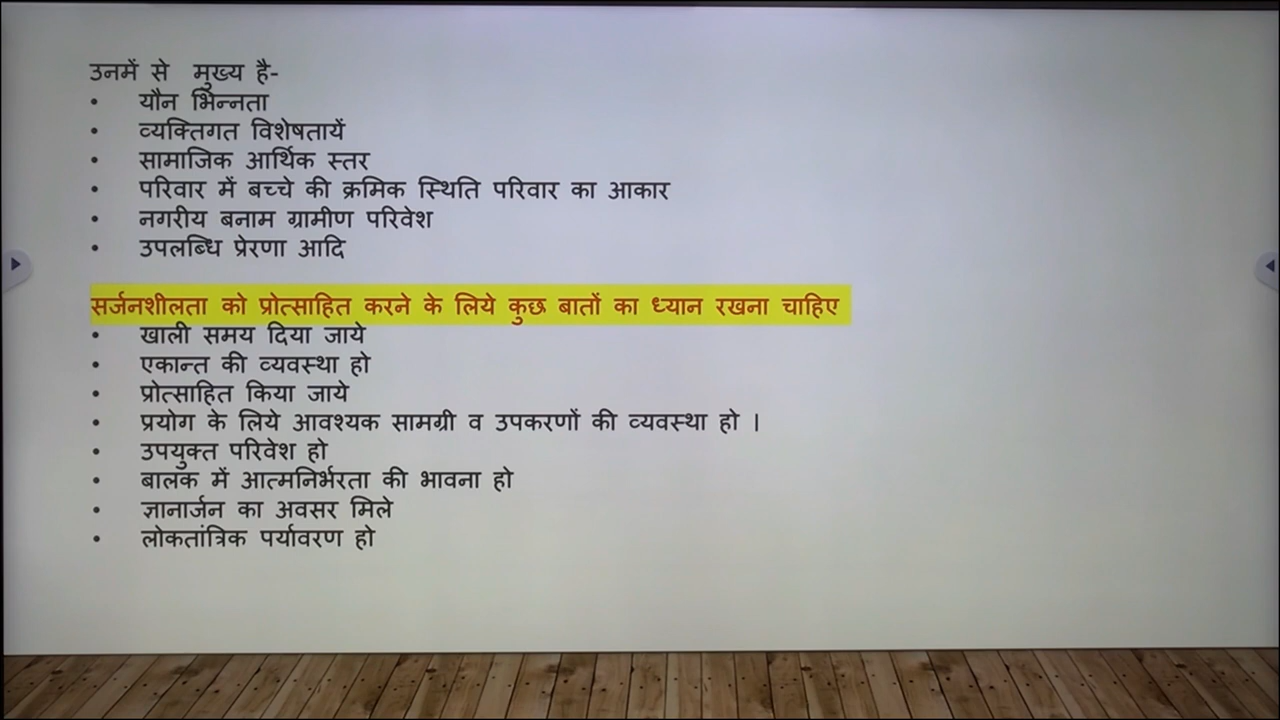 उनमें से मुख्य है-
• यौन भिन्नता
• व्यक्तिगत विशेषतायें
• सामाजिक आर्थिक स्तर
• परिवार में बच्चे की क्रमिक स्थिति परिवार का आकार
• नगरीय बनाम ग्रामीण परिवेश
• उपलब्धि प्रेरणा आदि
सर्जनशीलता को प्रोत्साहित करने के लिये कुछ बातों का ध्यान रखना चाहिए
• खाली समय दिया जाये
• एकान्त की व्यवस्था हो
• प्रोत्साहित किया जाये
• प्रयोग के लिये आवश्यक सामग्री व उपकरणों की व्यवस्था हो ।
• उपयुक्त परिवेश हो
• बालक में आत्मनिर्भरता की भावना हो
• ज्ञानार्जन का अवसर मिले
• लोकतांत्रिक पर्यावरण हो